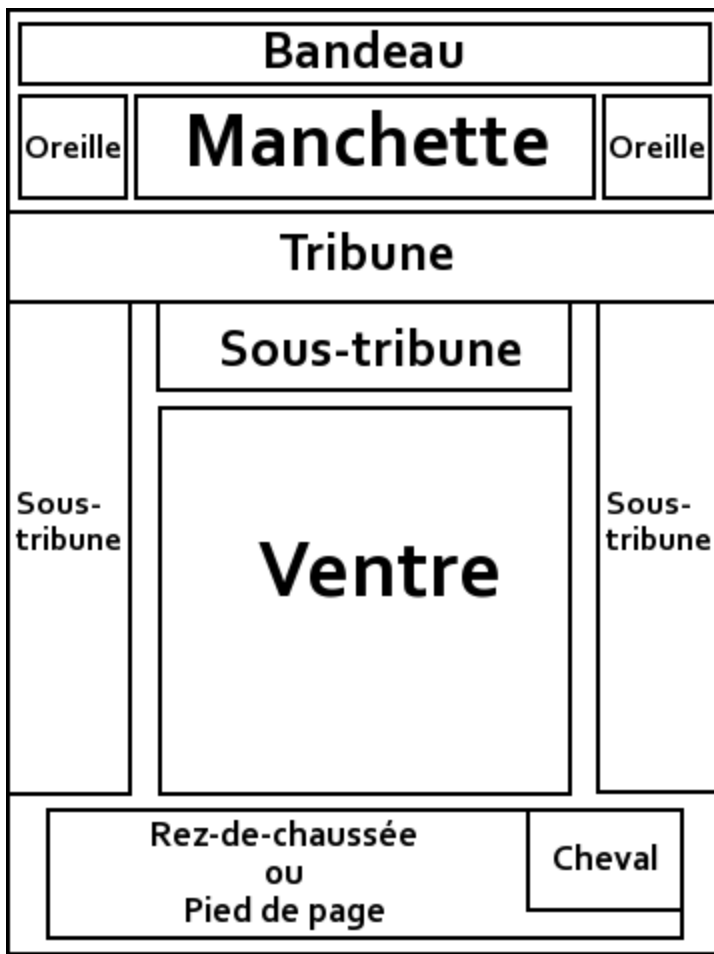 Bandeau
Oreille
Manchette
Oreille
Tribune
Sous-tribune
Sous-
tribune
Ventre
Sous-
tribune
Rez-de-chaussée
ou
Pied de page
Cheval